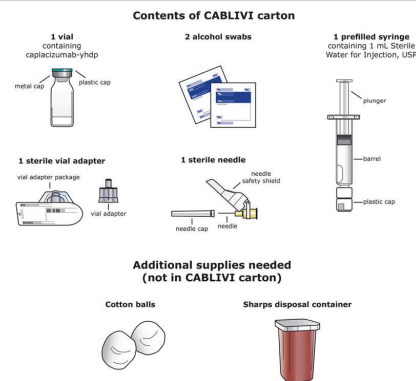 Contents of CABLIVI carton
1 vial
containing
caplacizumab-yhdp
metal cap
plastic cap
2 alcohol swabs
1 prefilled syringe
containing 1 mL Sterile
Water for Injection, USP
plunger
barrel
plastic cap
1 sterile vial adapter
vial adapter package
vial adapter
1 sterile needle
needle
safety shield
needle cap
needle
Additional supplies needed
(not in CABLIVI carton)
Cotton balls
Sharps disposal container